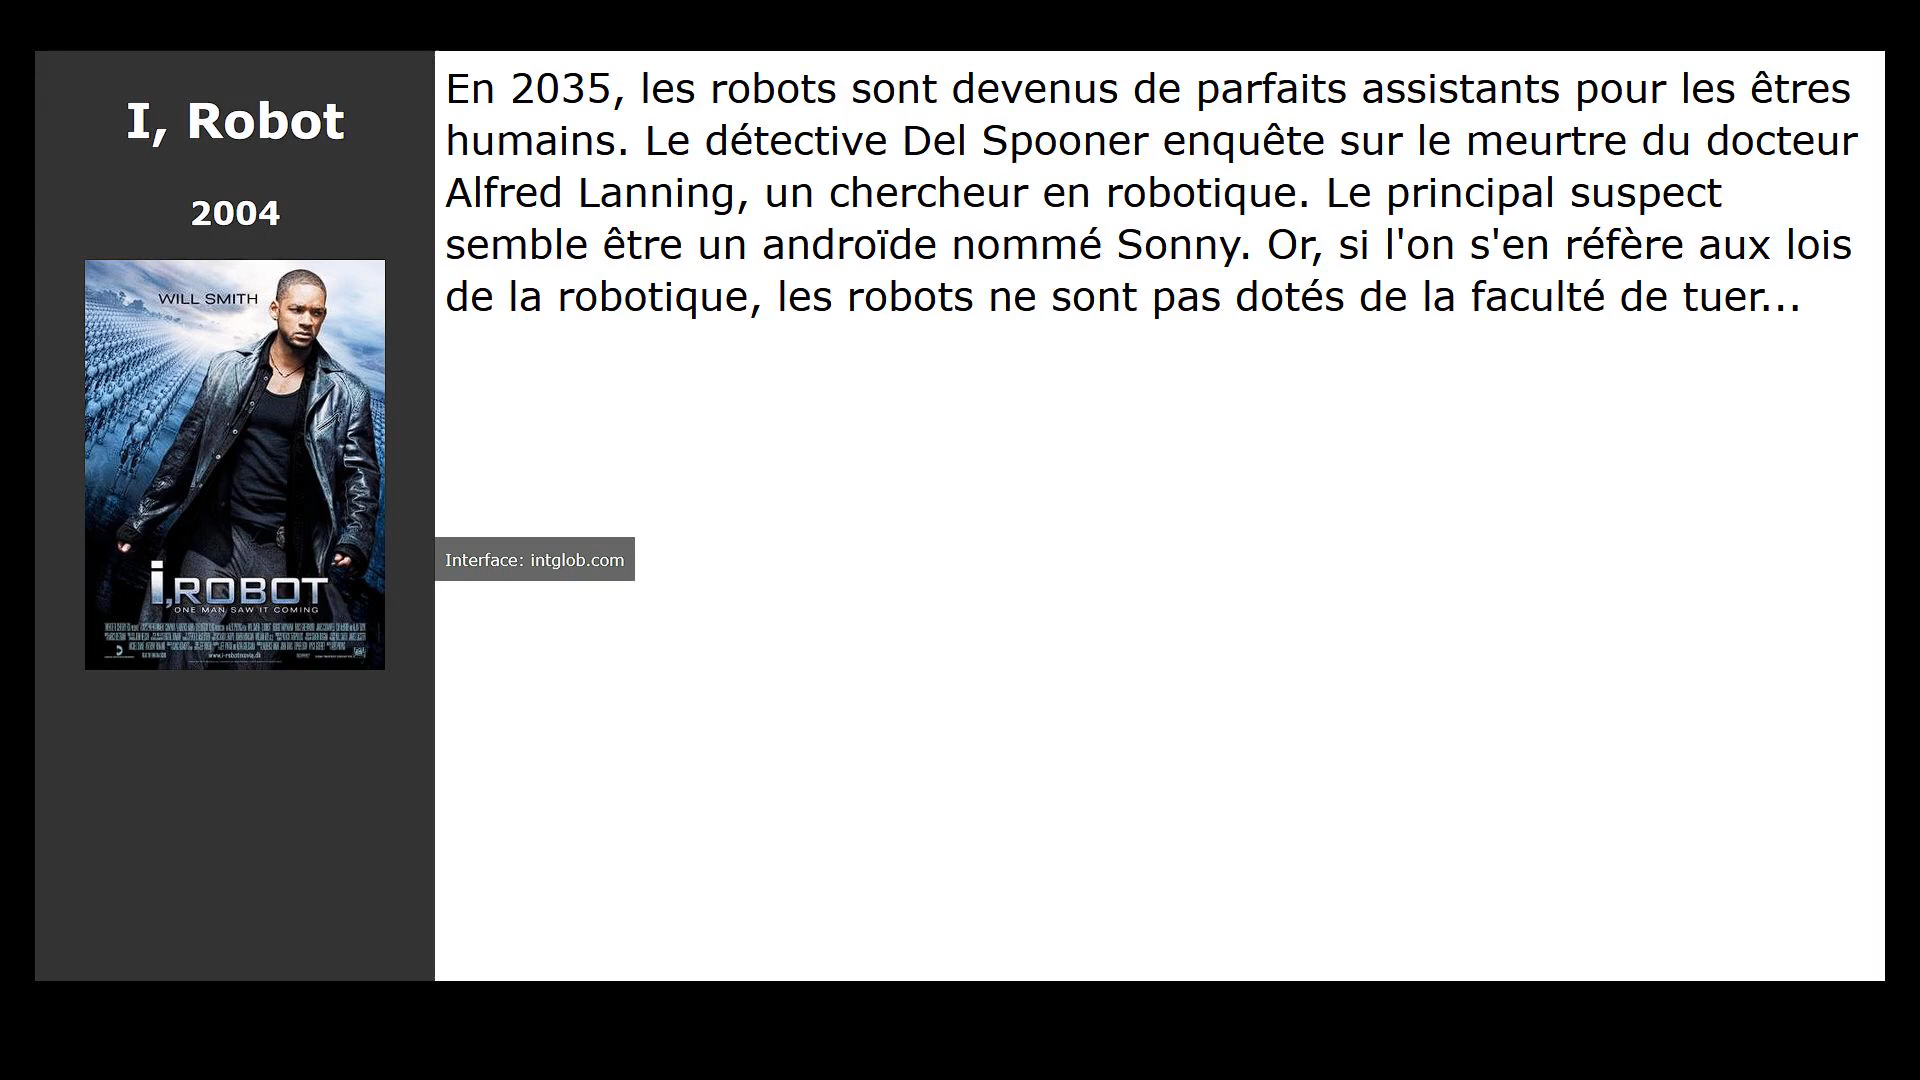 I, Robot
2004
WILL SMITH
i, ROBOT
ONE MAN SAW IT COMING
www.i-robotmovie.dk
En 2035, les robots sont devenus de parfaits assistants pour les êtres
humains. Le détective Del Spooner enquête sur le meurtre du docteur
Alfred Lanning, un chercheur en robotique. Le principal suspect
semble être un androïde nommé Sonny. Or, si l'on s'en réfère aux lois
de la robotique, les robots ne sont pas dotés de la faculté de tuer...
Interface: intglob.com